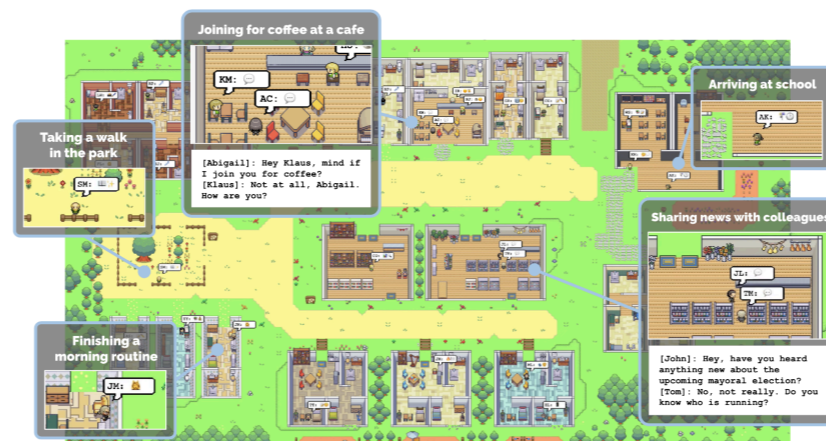 Joining for coffee at a cafe
KM:
AC:
[Abigail]: Hey Klaus, mind if
I join you for coffee?
[Klaus]: Not at all, Abigail.
How are you?
Taking a walk
in the park
SM:
Arriving at school
AK:
Sharing news with colleagues
JL:
TM:
[John]: Hey, have you heard
anything new about the
upcoming mayoral election?
[Tom]: No, not really. Do you
know who is running?
Finishing a
morning routine
JM: